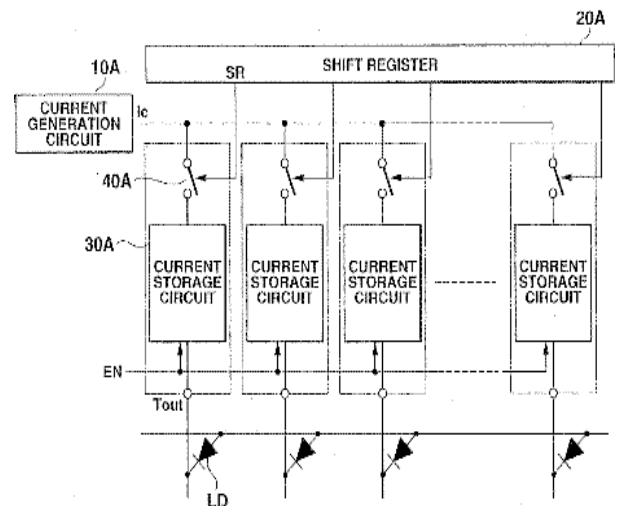 20A
SHIFT REGISTER
SR
10A
CURRENT
GENERATION
CIRCUIT
Ic
40A
30A
CURRENT
STORAGE
CIRCUIT
CURRENT
STORAGE
CIRCUIT
CURRENT
STORAGE
CIRCUIT
CURRENT
STORAGE
CIRCUIT
EN
Tout
LD